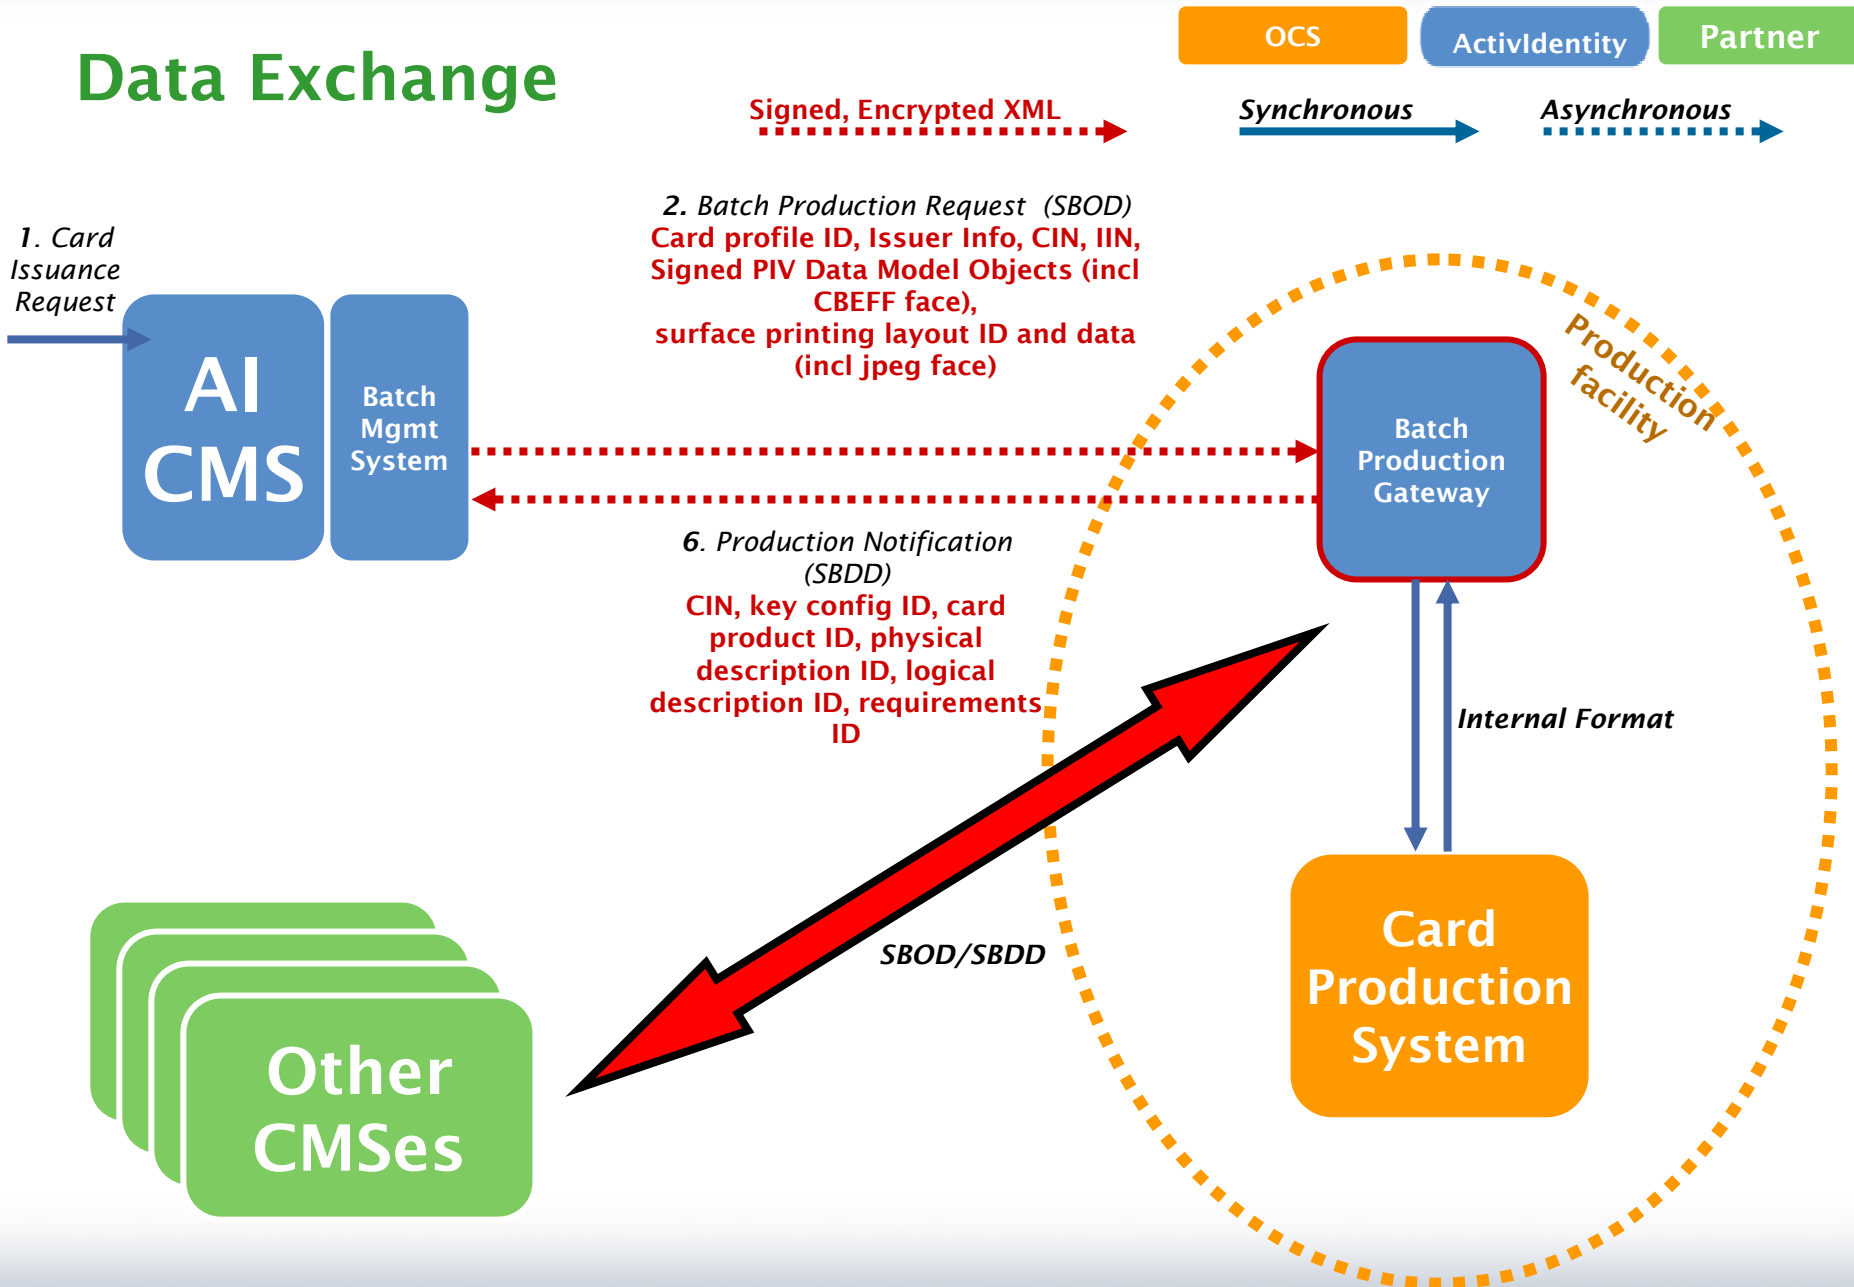 OCS
ActivIdentity
Partner
Data Exchange
Signed, Encrypted XML
Synchronous
Asynchronous
1. Card
Issuance
Request
2. Batch Production Request (SBOD)
Card profile ID, Issuer Info, CIN, IIN,
Signed PIV Data Model Objects (incl
CBEFF face),
surface printing layout ID and data
(incl jpeg face)
AI
CMS
Batch
Mgmt
System
Production
facility
Batch
Production
Gateway
6. Production Notification
(SBDD)
CIN, key config ID, card
product ID, physical
description ID, logical
description ID, requirements
ID
Internal Format
SBOD/SBDD
Card
Production
System
Other
CMSes